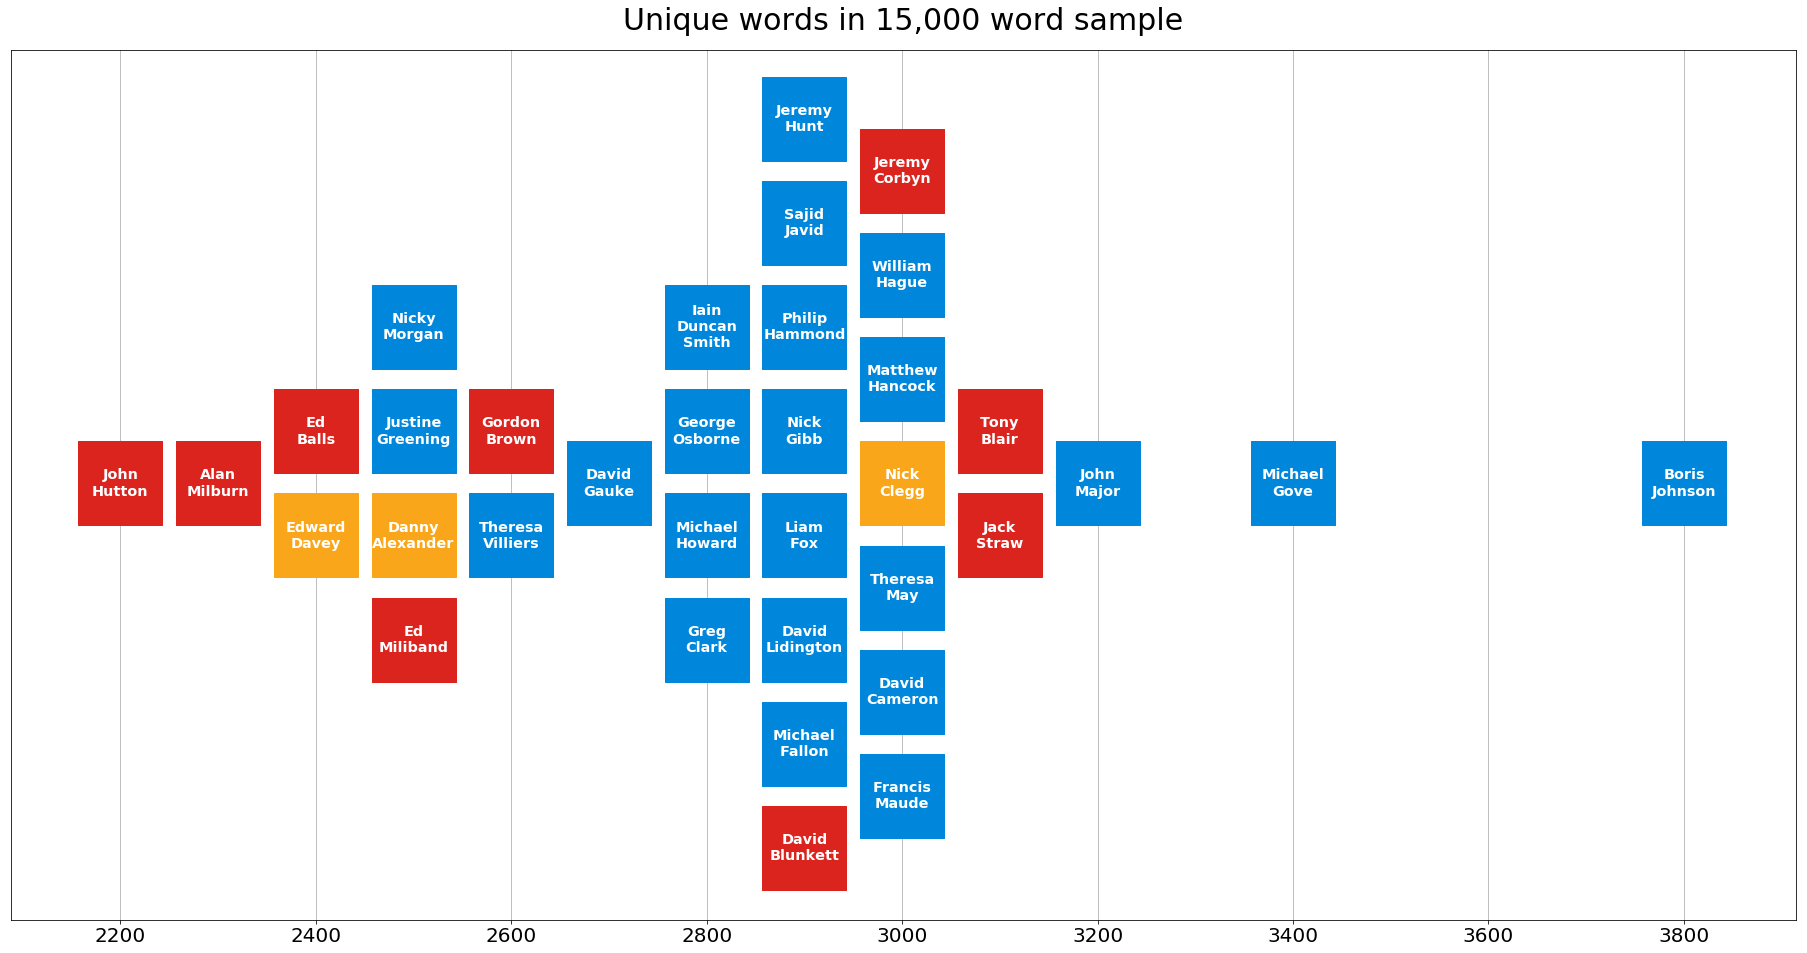 Unique words in 15,000 word sample
Jeremy
Hunt
Jeremy
Corbyn
Sajid
Javid
William
Hague
Nicky
Morgan
Iain
Duncan
Smith
Philip
Hammond
Matthew
Hancock
Ed
Balls
Justine
Greening
Gordon
Brown
George
Osborne
Nick
Gibb
Tony
Blair
John
Hutton
Alan
Milburn
David
Gauke
Nick
Clegg
John
Major
Michael
Gove
Boris
Johnson
Edward
Davey
Danny
Alexander
Theresa
Villiers
Michael
Howard
Liam
Fox
Jack
Straw
Theresa
May
Ed
Miliband
Greg
Clark
David
Lidington
David
Cameron
Michael
Fallon
Francis
Maude
David
Blunkett
2200 2400 2600 2800 3000 3200 3400 3600 3800